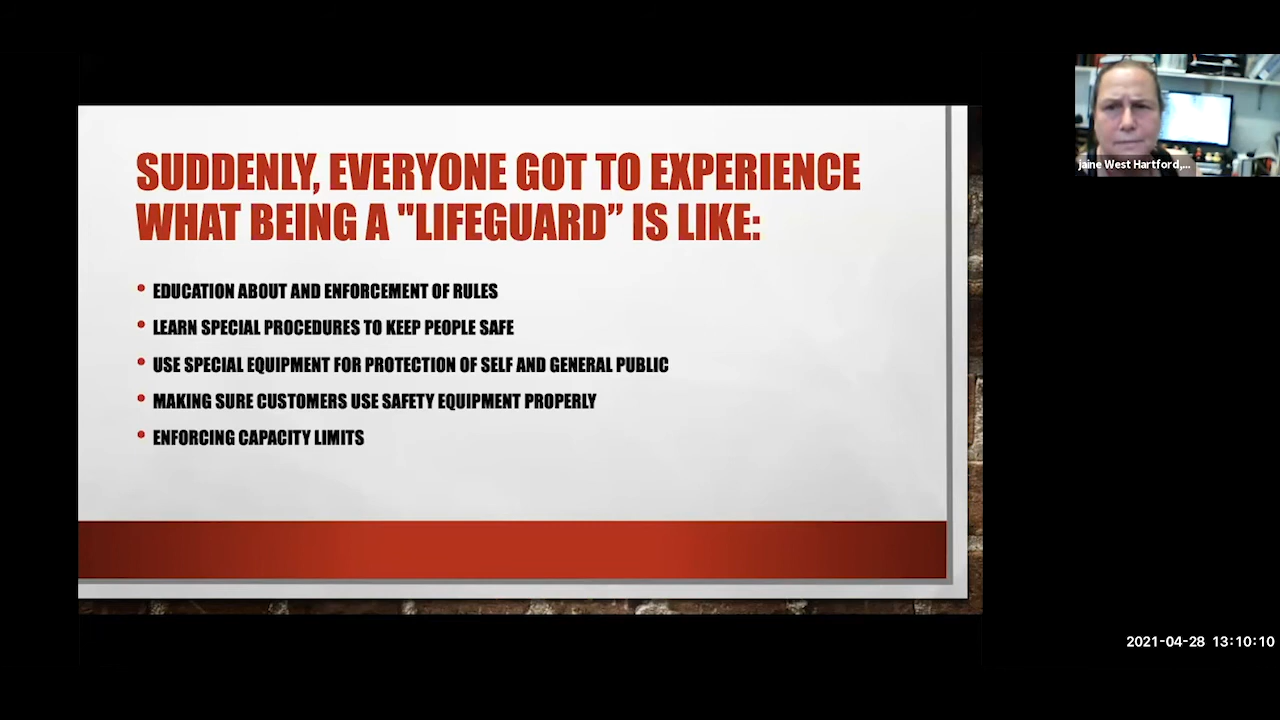 SUDDENLY, EVERYONE GOT TO EXPERIENCE
WHAT BEING A "LIFEGUARD” IS LIKE:
• EDUCATION ABOUT AND ENFORCEMENT OF RULES
• LEARN SPECIAL PROCEDURES TO KEEP PEOPLE SAFE
• USE SPECIAL EQUIPMENT FOR PROTECTION OF SELF AND GENERAL PUBLIC
• MAKING SURE CUSTOMERS USE SAFETY EQUIPMENT PROPERLY
• ENFORCING CAPACITY LIMITS
jaine West Hartford,...
2021-04-28 13:10:10